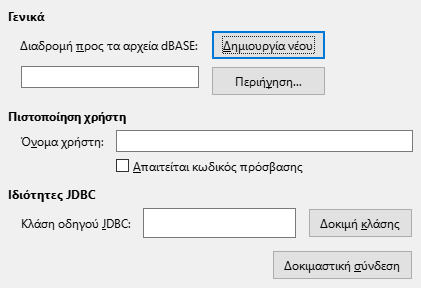 Γενικά
Διαδρομή προς τα αρχεία dBASE: Δημιουργία νέου
Περιήγηση...
Πιστοποίηση χρήστη
Όνομα χρήστη:
Απαιτείται κωδικός πρόσβασης
Ιδιότητες JDBC
Κλάση οδηγού JDBC: Δοκιμή κλάσης
Δοκιμαστική σύνδεση